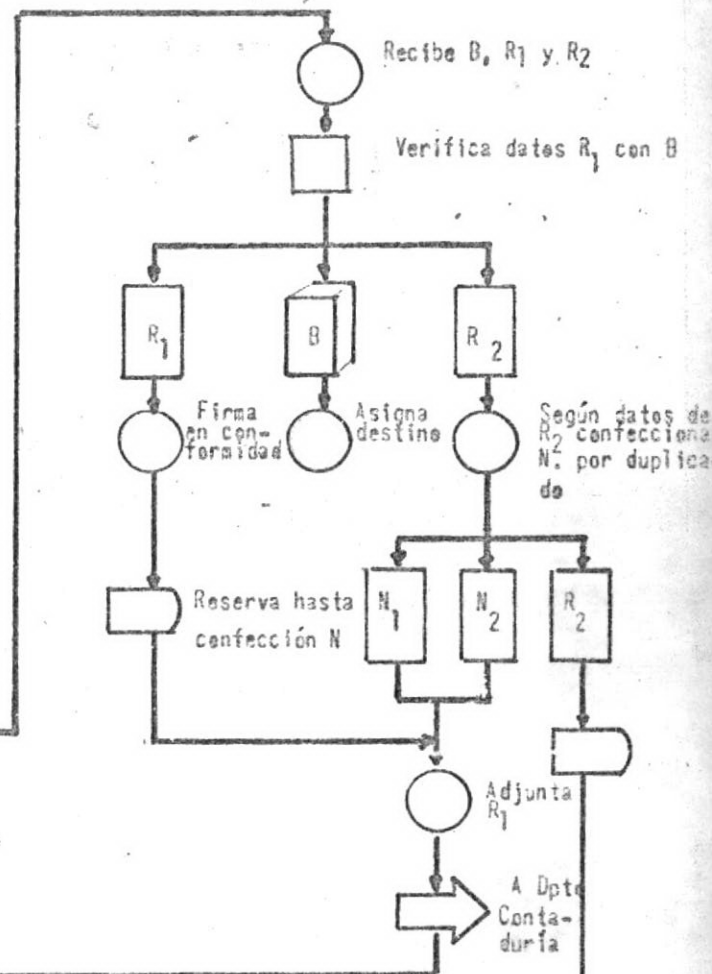 Recibe B, R1 y R2
Verifica datos R1 con B
R1
B
R2
Firma
en con-
formidad
Asigna
destino
Según datos de
R2 confecciona
N. por duplica
do
Reserva hasta
confección N
N1
N2
R2
Adjunta
R1
A Dpto
Conta-
duría